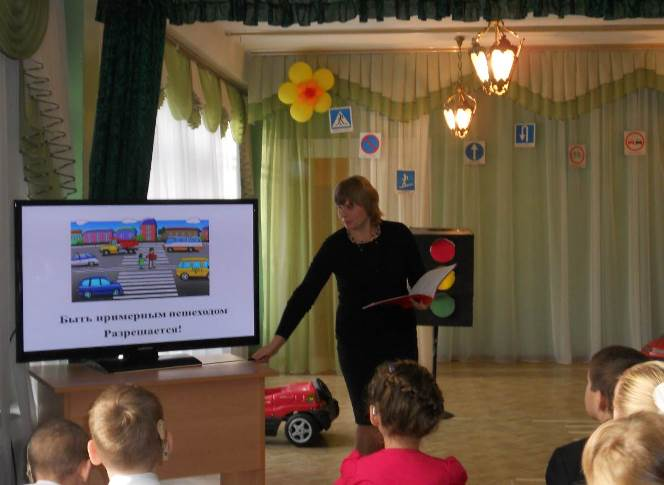 Быть примерным пешеходом
Разрешается!